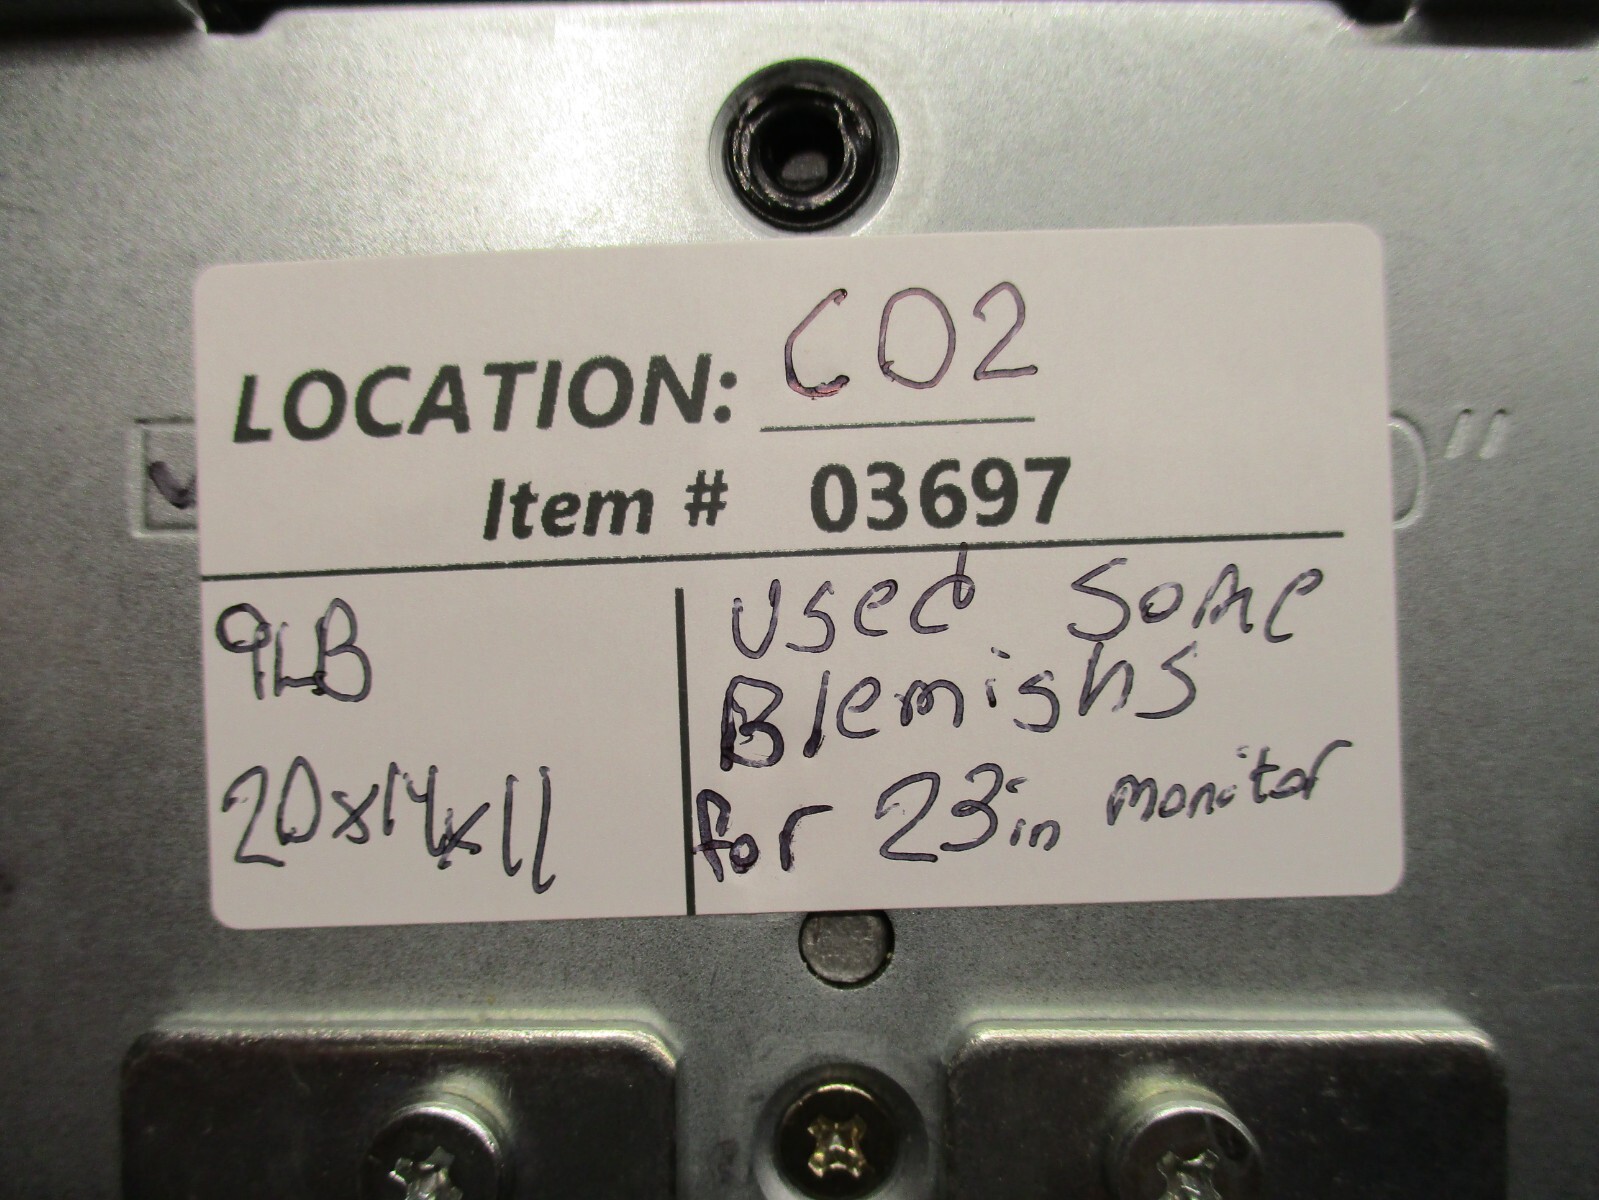 LOCATION: C02
Item # 03697
9LB
20x14x11
used some
Blemishs
for 23in monitor